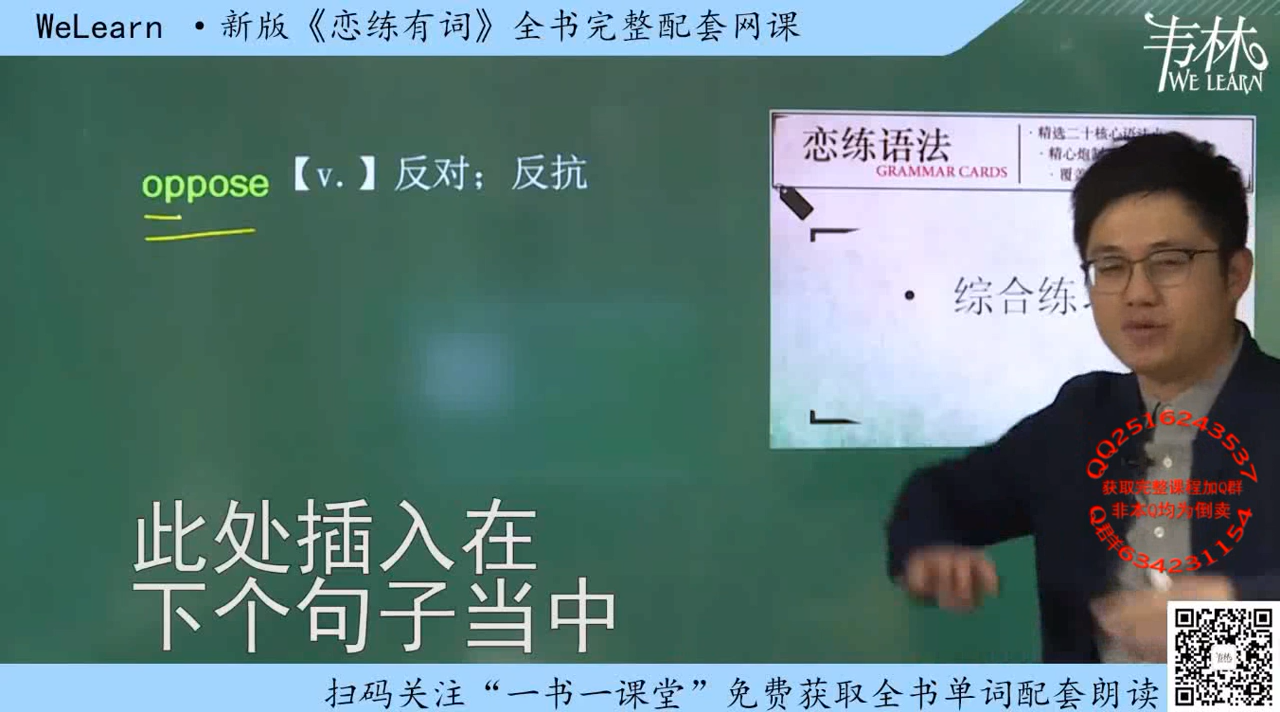 WeLearn ·新版《恋练有词》全书完整配套网课
韦林
WE LEARN
oppose【v.】反对；反抗
恋练语法
GRAMMAR CARDS
·精选二十核心语法
·精心炮制
·覆盖
· 综合练习
QQ2516243537
获取完整课程加Q群
非本Q均为倒卖
Q群634231154
此处插入在
下个句子当中
扫码关注“一书一课堂”免费获取全书单词配套朗读